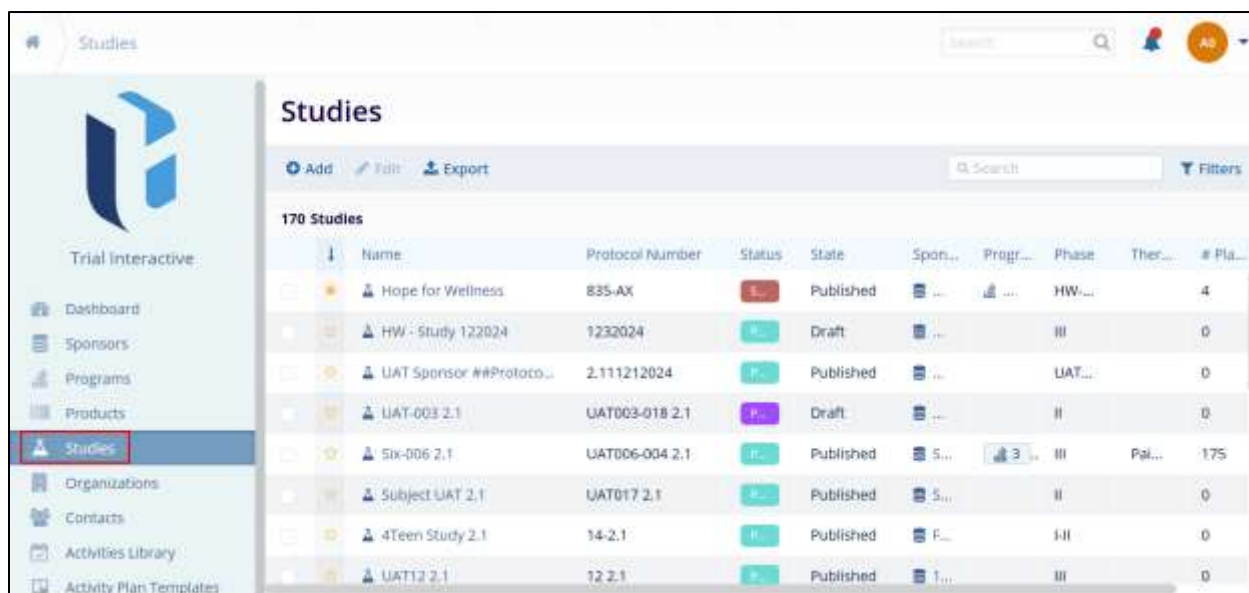 Studies
Search
A0
Trial Interactive
Dashboard
Sponsors
Programs
Products
Studies
Organizations
Contacts
Activities Library
Activity Plan Templates
Studies
Add Edit Export Search Filters
170 Studies
Name Protocol Number Status State Spon... Progr... Phase Ther... # Pla...
Hope for Wellness 835-AX S... Published ... ... HW-... 4
HW - Study 122024 1232024 P... Draft ... III 0
UAT Sponsor ##Protoco... 2.111212024 P... Published ... UAT... 0
UAT-003 2.1 UAT003-018 2.1 P... Draft ... II 0
Six-006 2.1 UAT006-004 2.1 P... Published S... 3 ... III Pai... 175
Subject UAT 2.1 UAT017 2.1 P... Published S... II 0
4Teen Study 2.1 14-2.1 P... Published F... I-II 0
UAT12 2.1 12 2.1 P... Published 1... III 0